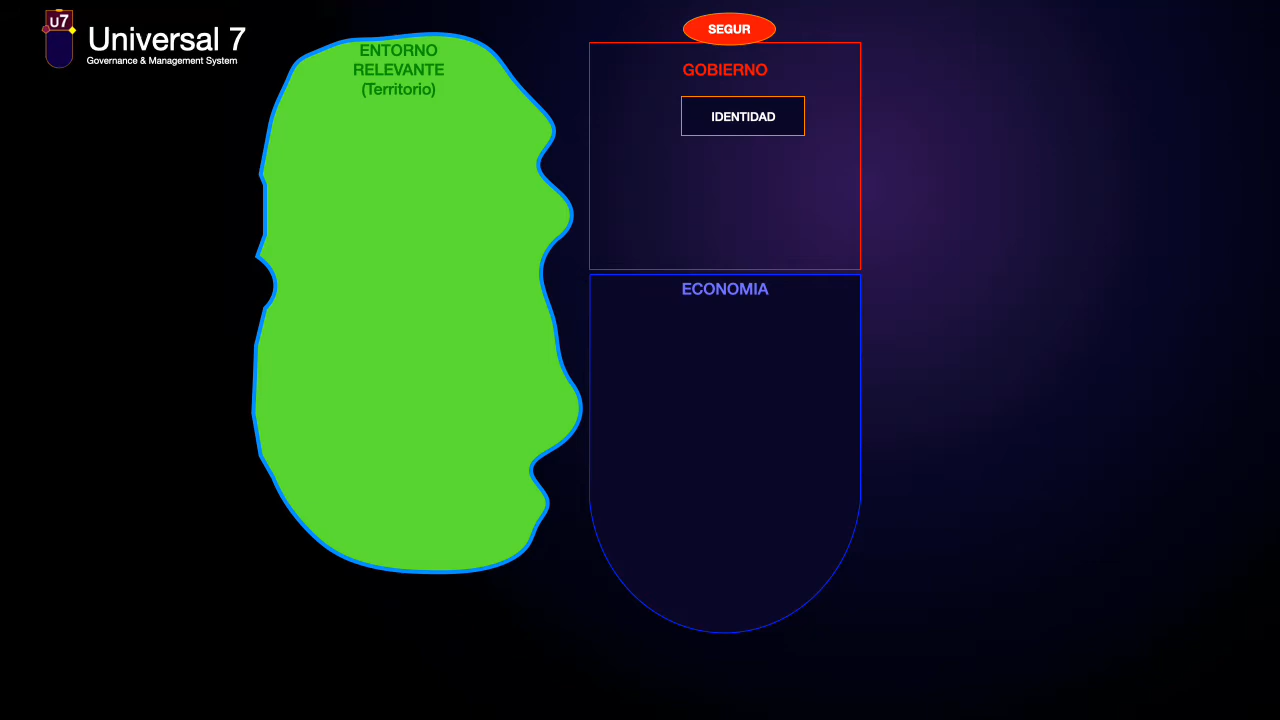 U7
Universal 7
Governance & Management System
ENTORNO
RELEVANTE
(Territorio)
SEGUR
GOBIERNO
IDENTIDAD
ECONOMIA